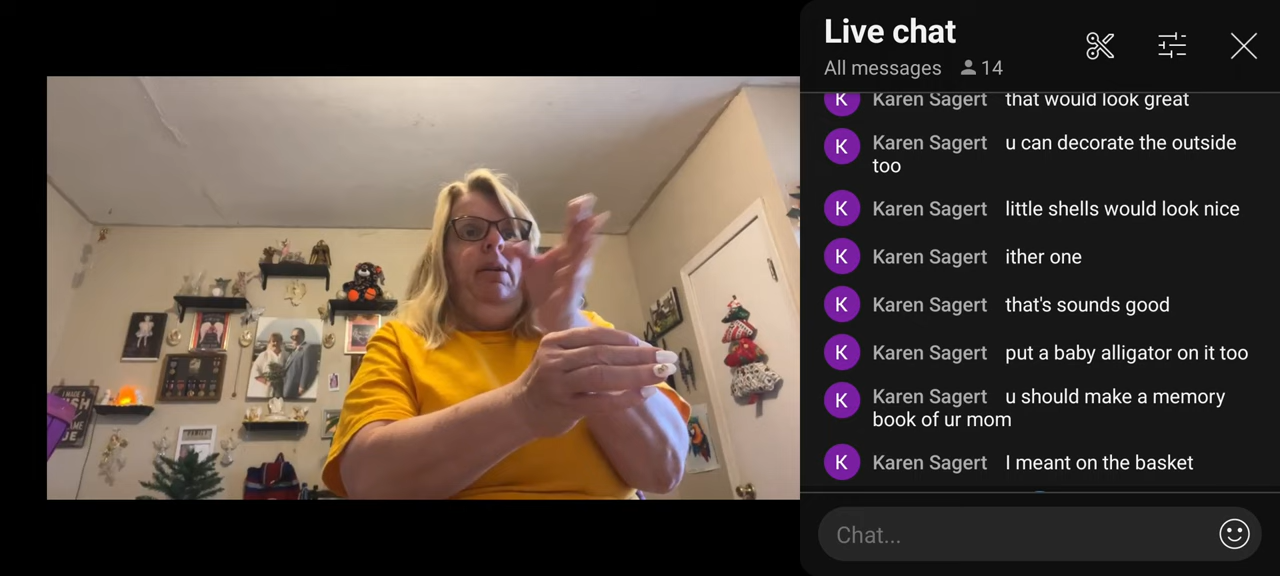 Live chat
All messages 14
K Karen Sagert that would look great
K Karen Sagert u can decorate the outside
too
K Karen Sagert little shells would look nice
K Karen Sagert ither one
K Karen Sagert that's sounds good
K Karen Sagert put a baby alligator on it too
K Karen Sagert u should make a memory
book of ur mom
K Karen Sagert I meant on the basket
Chat...
FAMILY